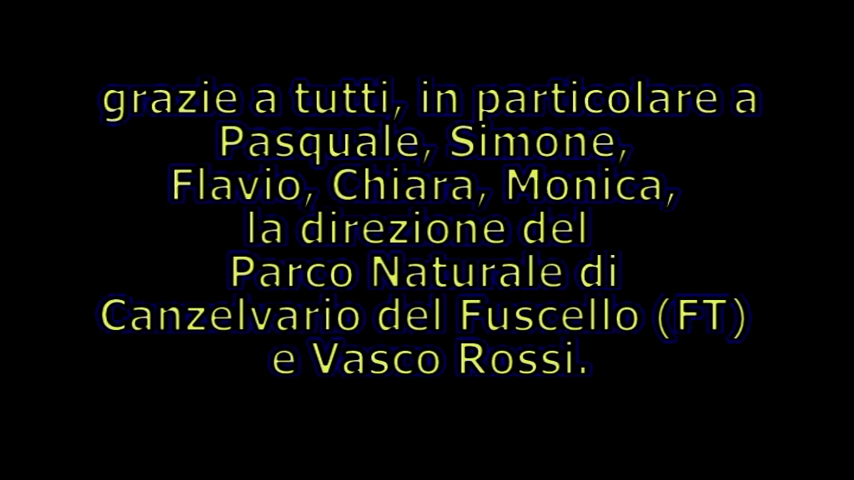 grazie a tutti, in particolare a
Pasquale, Simone,
Flavio, Chiara, Monica,
la direzione del
Parco Naturale di
Canzelvario del Fuscello (FT)
e Vasco Rossi.